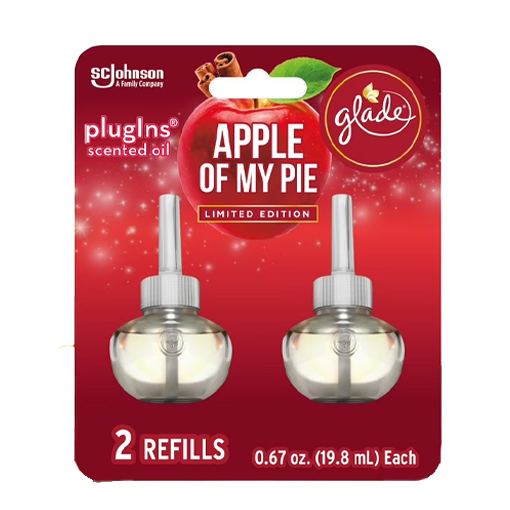 SCJohnson
A Family Company
plugIns®
scented oil
glade
APPLE
OF MY PIE
LIMITED EDITION
2 REFILLS
0.67 oz. (19.8 mL) Each